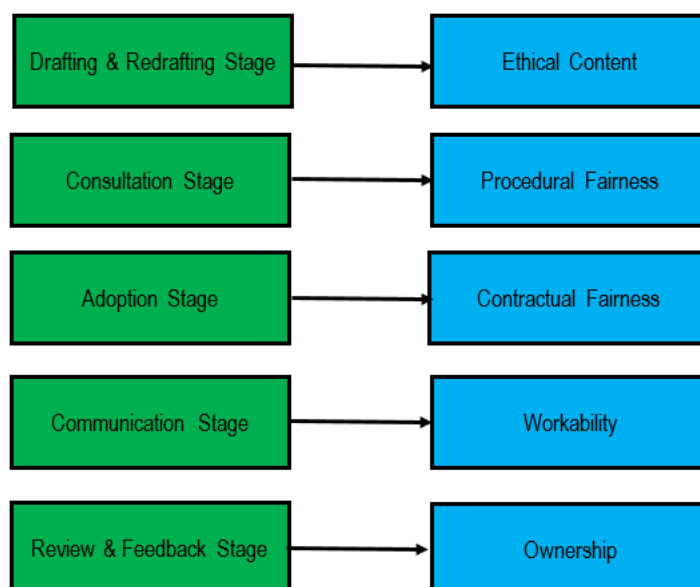 Drafting & Redrafting Stage
Ethical Content
Consultation Stage
Procedural Fairness
Adoption Stage
Contractual Fairness
Communication Stage
Workability
Review & Feedback Stage
Ownership